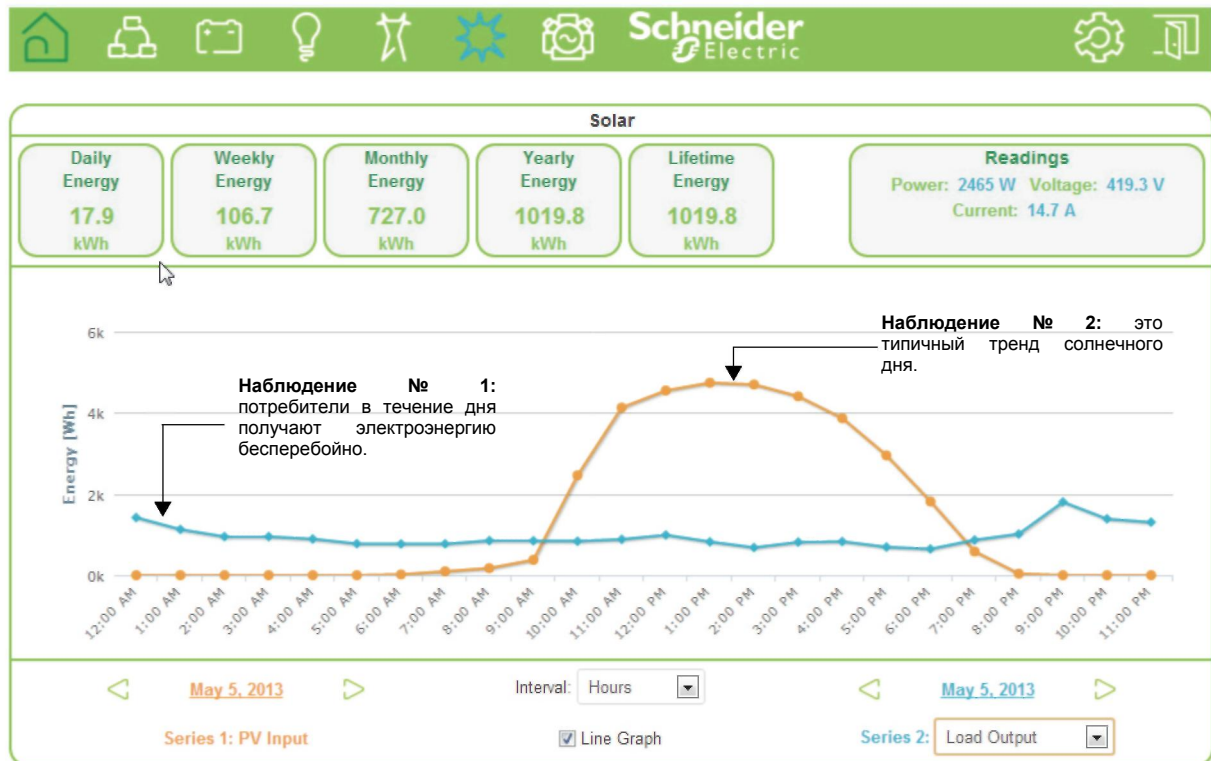 Schneider
Electric
Solar
Daily
Energy
17.9
kWh
Weekly
Energy
106.7
kWh
Monthly
Energy
727.0
kWh
Yearly
Energy
1019.8
kWh
Lifetime
Energy
1019.8
kWh
Readings
Power: 2465 W Voltage: 419.3 V
Current: 14.7 A
Наблюдение № 1:
потребители в течение дня
получают электроэнергию
бесперебойно.
Наблюдение № 2: это
типичный тренд солнечного
дня.
Energy [Wh]
6k
4k
2k
0k
12:00 AM
1:00 AM
2:00 AM
3:00 AM
4:00 AM
5:00 AM
6:00 AM
7:00 AM
8:00 AM
9:00 AM
10:00 AM
11:00 AM
12:00 PM
1:00 PM
2:00 PM
3:00 PM
4:00 PM
5:00 PM
6:00 PM
7:00 PM
8:00 PM
9:00 PM
10:00 PM
11:00 PM
May 5, 2013
Interval: Hours
May 5, 2013
Series 1: PV Input
Line Graph
Series 2: Load Output